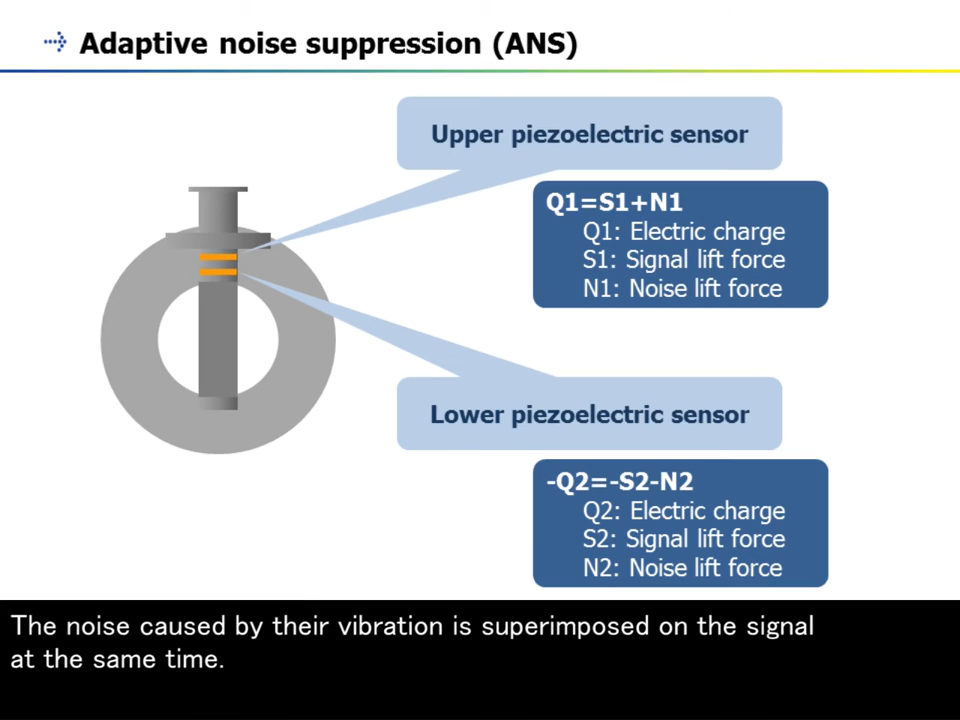 Adaptive noise suppression (ANS)
Upper piezoelectric sensor
Q1=S1+N1
Q1: Electric charge
S1: Signal lift force
N1: Noise lift force
Lower piezoelectric sensor
-Q2=-S2-N2
Q2: Electric charge
S2: Signal lift force
N2: Noise lift force
The noise caused by their vibration is superimposed on the signal
at the same time.